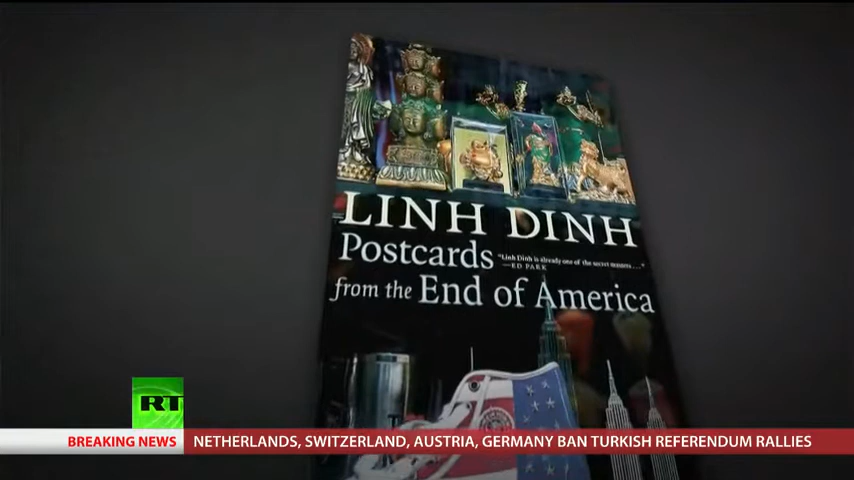 LINH DINH
Postcards
"Linh Dinh is already one of the secret masters...."
—ED PARK
from the End of America
RT
BREAKING NEWS
NETHERLANDS, SWITZERLAND, AUSTRIA, GERMANY BAN TURKISH REFERENDUM RALLIES